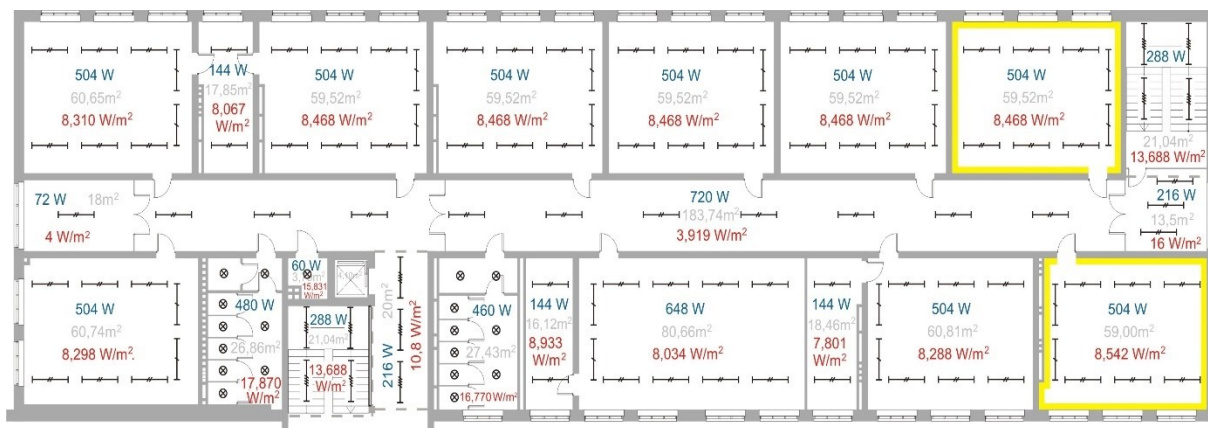 504 W
60,65m²
8,310 W/m²
144 W
17,85m²
8,067
W/m²
504 W
59,52m²
8,468 W/m²
504 W
59,52m²
8,468 W/m²
504 W
59,52m²
8,468 W/m²
504 W
59,52m²
8,468 W/m²
504 W
59,52m²
8,468 W/m²
288 W
21,04m²
13,688 W/m²
72 W
18m²
4 W/m²
720 W
183,74m²
3,919 W/m²
216 W
13,5m²
16 W/m²
504 W
60,74m²
8,298 W/m².
480 W
26,86m²
17,870
W/m²
60 W
15,831
W/m²
288 W
21,04m²
13,688
W/m²
216 W
20m²
10,8 W/m²
460 W
27,43m²
16,770 W/m²
144 W
16,12m²
8,933
W/m²
648 W
80,66m²
8,034 W/m²
144 W
18,46m²
7,801
W/m²
504 W
60,81m²
8,288 W/m²
504 W
59,00m²
8,542 W/m²